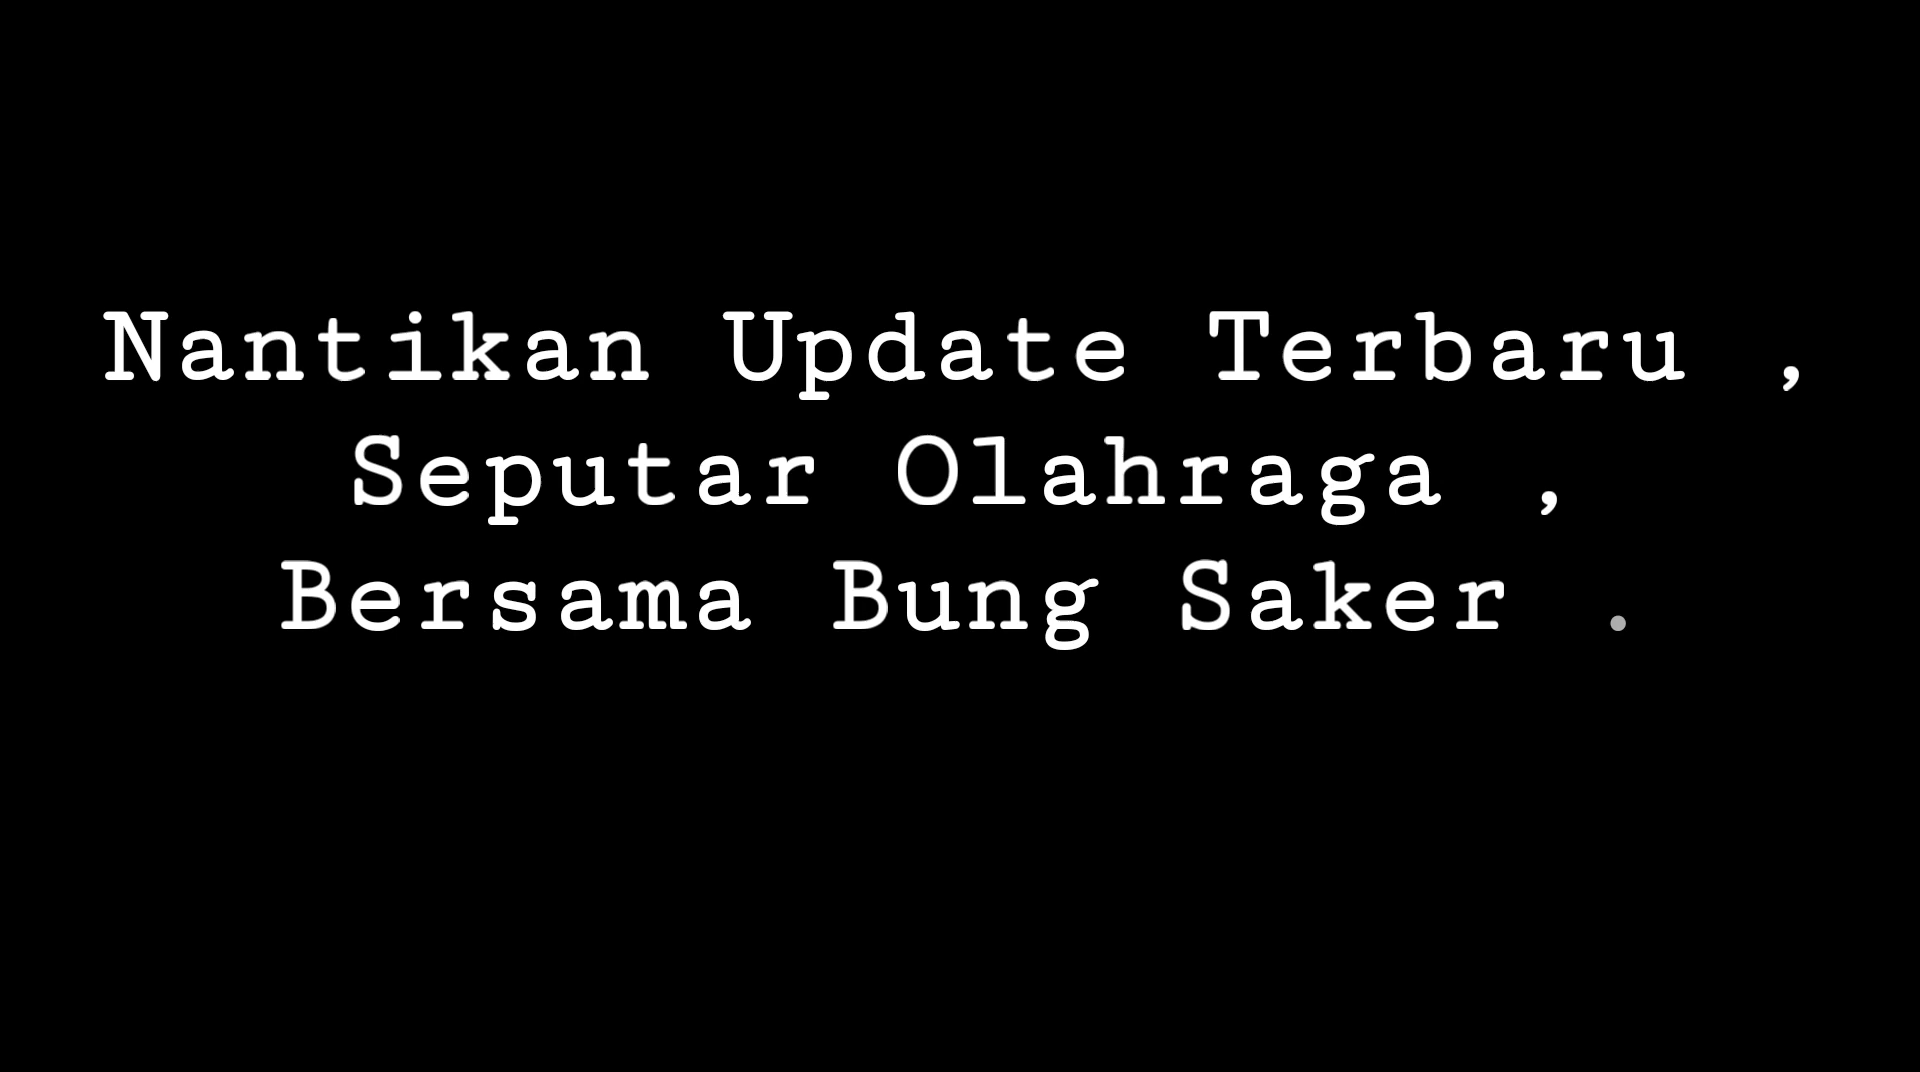 Nantikan Update Terbaru ,
Seputar Olahraga ,
Bersama Bung Saker .